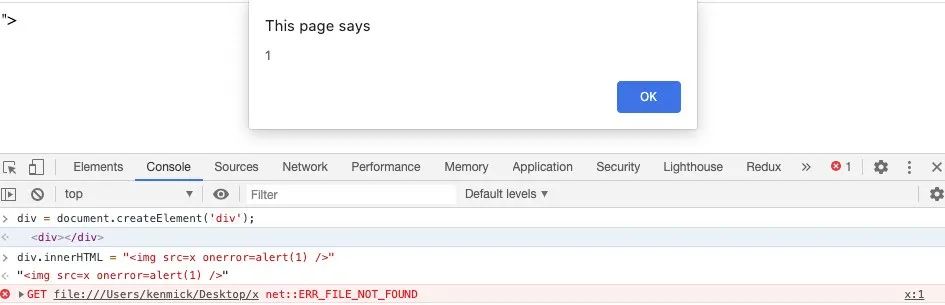 ">
This page says
1
OK
Elements Console Sources Network Performance Memory Application Security Lighthouse Redux » 1
top ▼ Filter Default levels ▼
> div = document.createElement('div');
<div></div>
> div.innerHTML = "<img src=x onerror=alert(1) />"
"<img src=x onerror=alert(1) />"
▶ GET file:///Users/kenmick/Desktop/x net::ERR_FILE_NOT_FOUND x:1